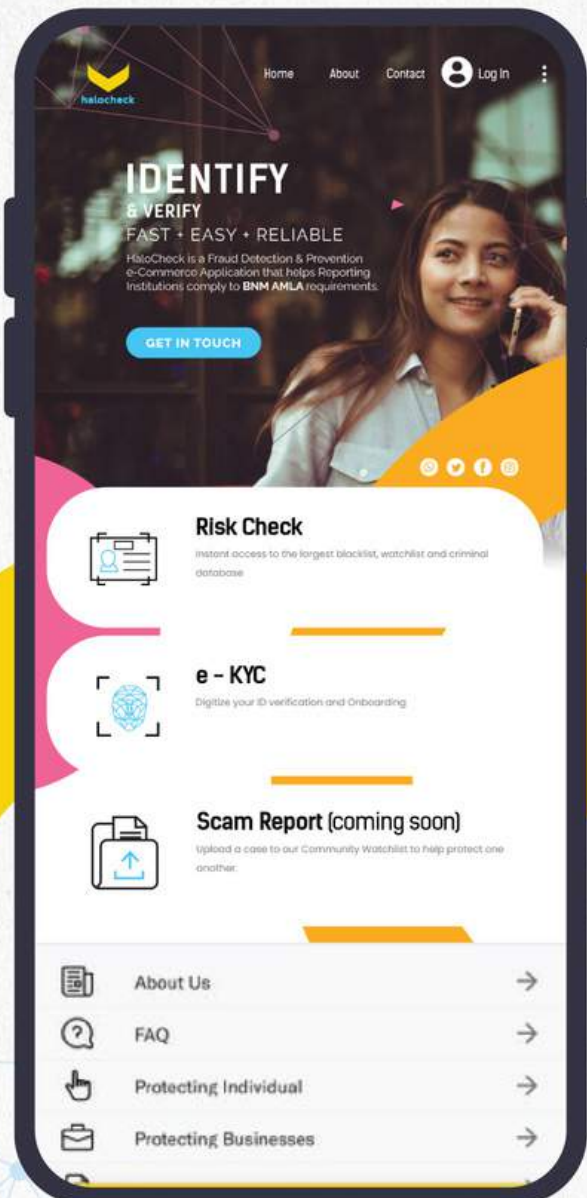 halocheck
Home About Contact Log In
IDENTIFY
& VERIFY
FAST + EASY + RELIABLE
HaloCheck is a Fraud Detection & Prevention
e-Commerce Application that helps Reporting
Institutions comply to BNM AMLA requirements.
GET IN TOUCH
Risk Check
Instant access to the largest blacklist, watchlist and criminal
database
e - KYC
Digitize your ID verification and Onboarding
Scam Report (coming soon)
Upload a case to our Community Watchlist to help protect one
another.
About Us
FAQ
Protecting Individual
Protecting Businesses